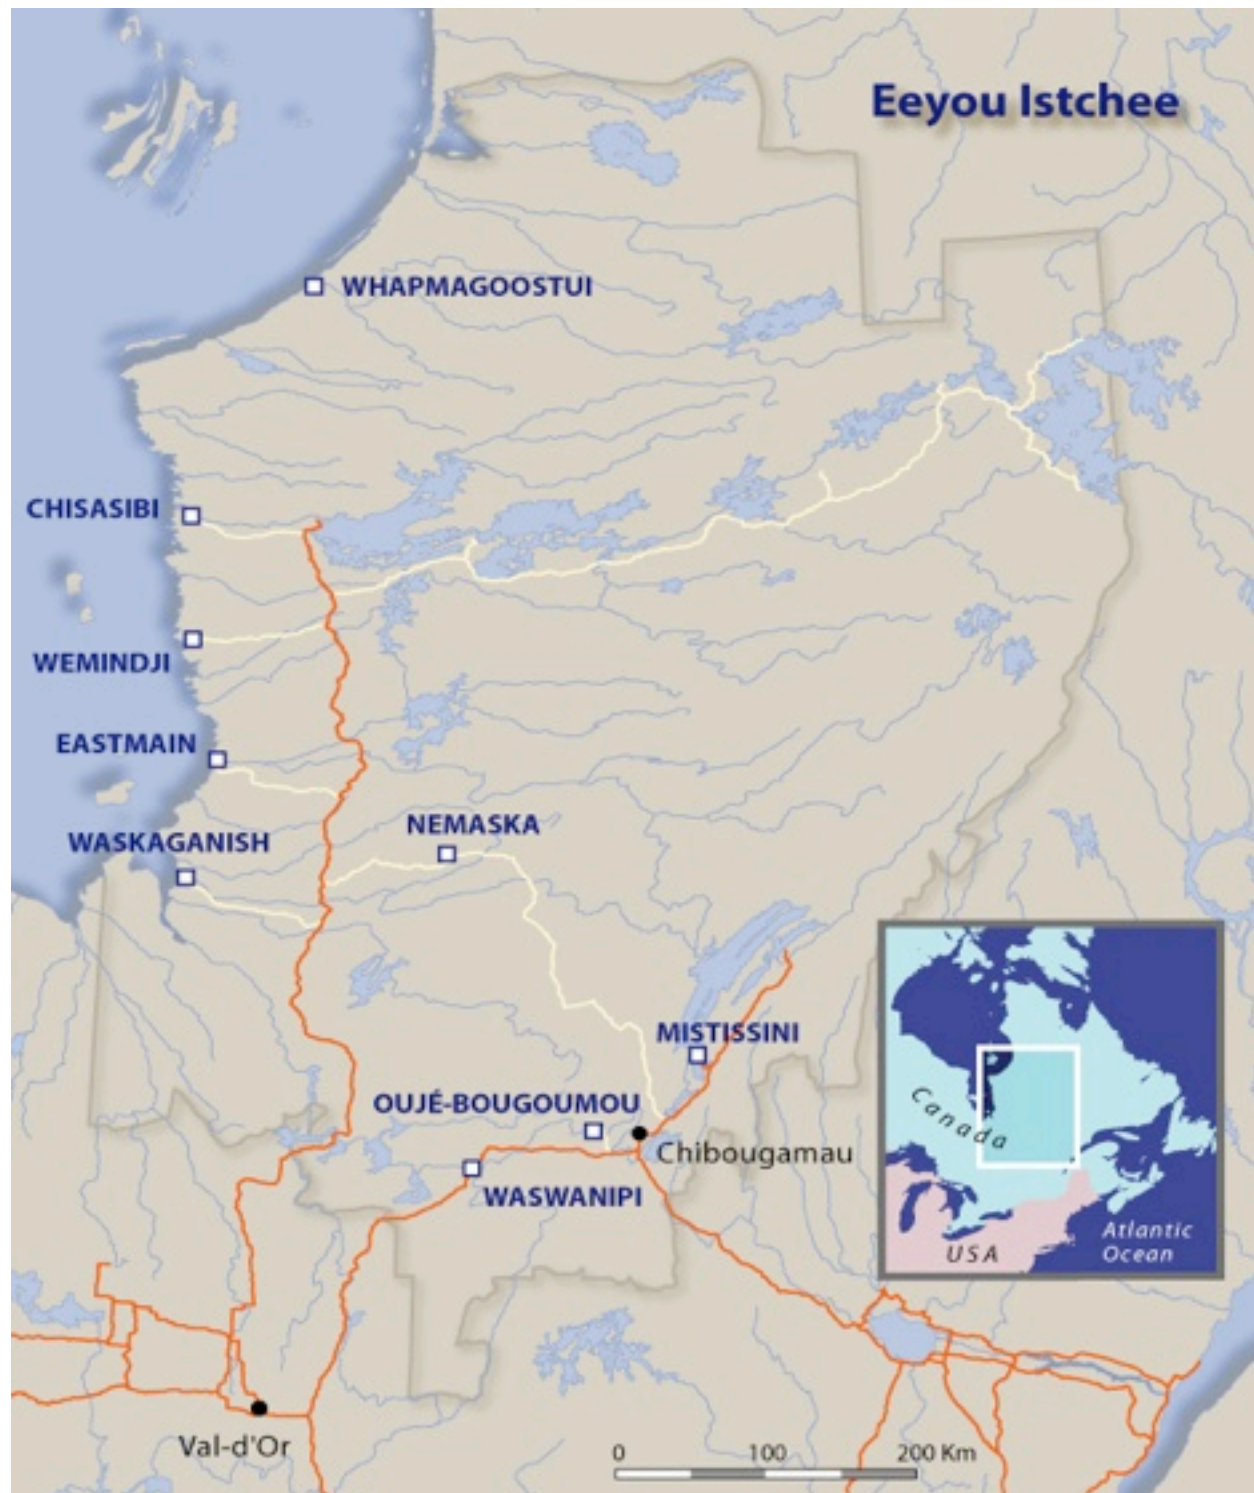 Eeyou Istchee
WHAPMAGOOSTUI
CHISASIBI
WEMINDJI
EASTMAIN
NEMASKA
WASKAGANISH
MISTISSINI
OUJÉ-BOUGOUMOU
Chibougamau
WASWANIPI
Canada
USA
Atlantic
Ocean
Val-d'Or
0 100 200 Km